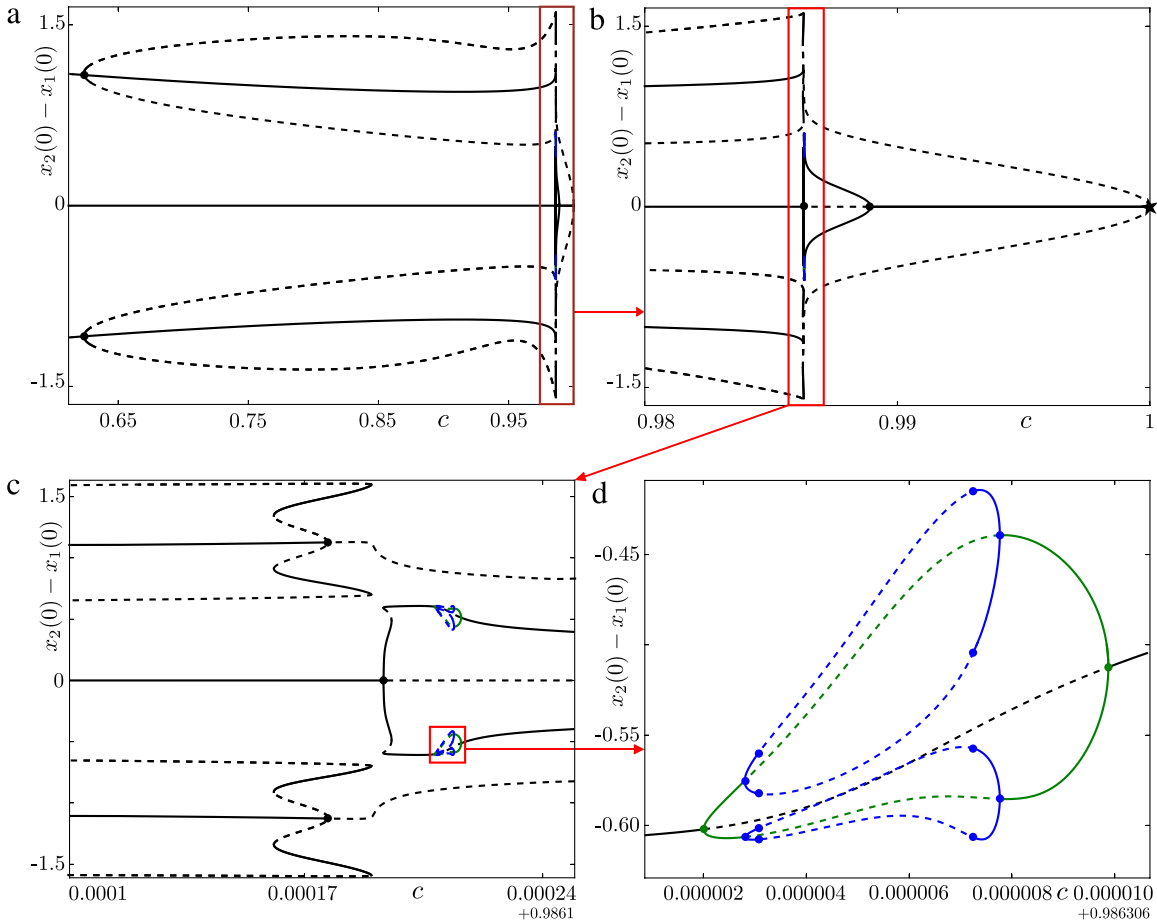 a
x₂(0) − x₁(0)
1.5
0
-1.5
0.65
0.75
0.85
0.95
c
b
x₂(0) − x₁(0)
1.5
0
-1.5
0.98
0.99
c
1
c
x₂(0) − x₁(0)
1.5
0
-1.5
0.00001
0.00017
c
0.00024
+0.9861
d
x₂(0) − x₁(0)
-0.45
-0.55
-0.60
0.000002
0.000004
0.000006
0.000008
c
0.000010
+0.986306